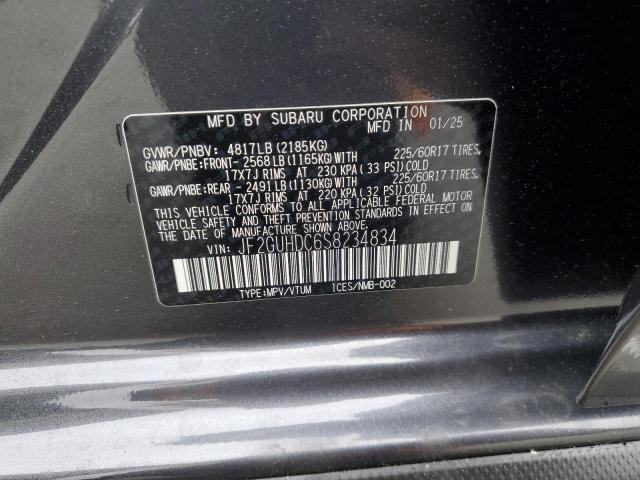 MFD BY SUBARU CORPORATION
MFD IN 01/25
GVWR/PNBV: 4817LB (2185KG)
GAWR/PNBE:FRONT- 2568LB(1165KG)WITH 225/60R17 TIRES,
17X7J RIMS AT 230 KPA(33 PSI)COLD
GAWR/PNBE:REAR - 2491LB(1130KG)WITH 225/60R17 TIRES,
17X7J RIMS AT 220 KPA(32 PSI)COLD
THIS VEHICLE CONFORMS TO ALL APPLICABLE FEDERAL MOTOR
VEHICLE SAFETY AND THEFT PREVENTION STANDARDS IN EFFECT
ON THE DATE OF MANUFACTURE SHOWN ABOVE.
VIN: JF2GUHDC6S8234834
TYPE:MPV/VTUM ICES/NMB-002